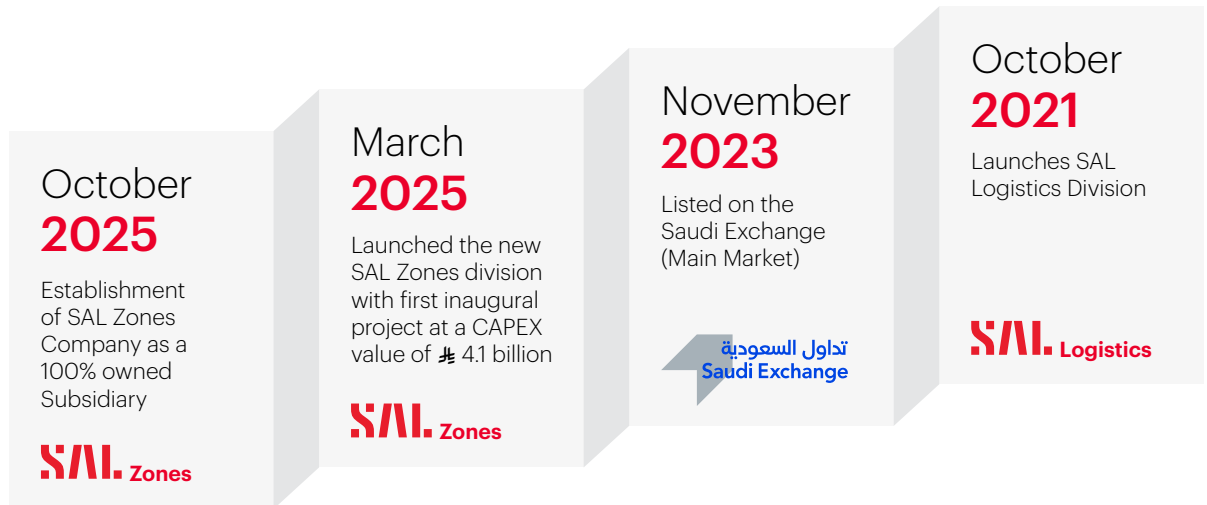 October
2025
Establishment
of SAL Zones
Company as a
100% owned
Subsidiary
SAL Zones
March
2025
Launched the new
SAL Zones division
with first inaugural
project at a CAPEX
value of ⃁ 4.1 billion
SAL Zones
November
2023
Listed on the
Saudi Exchange
(Main Market)
تداول السعودية
Saudi Exchange
October
2021
Launches SAL
Logistics Division
SAL Logistics